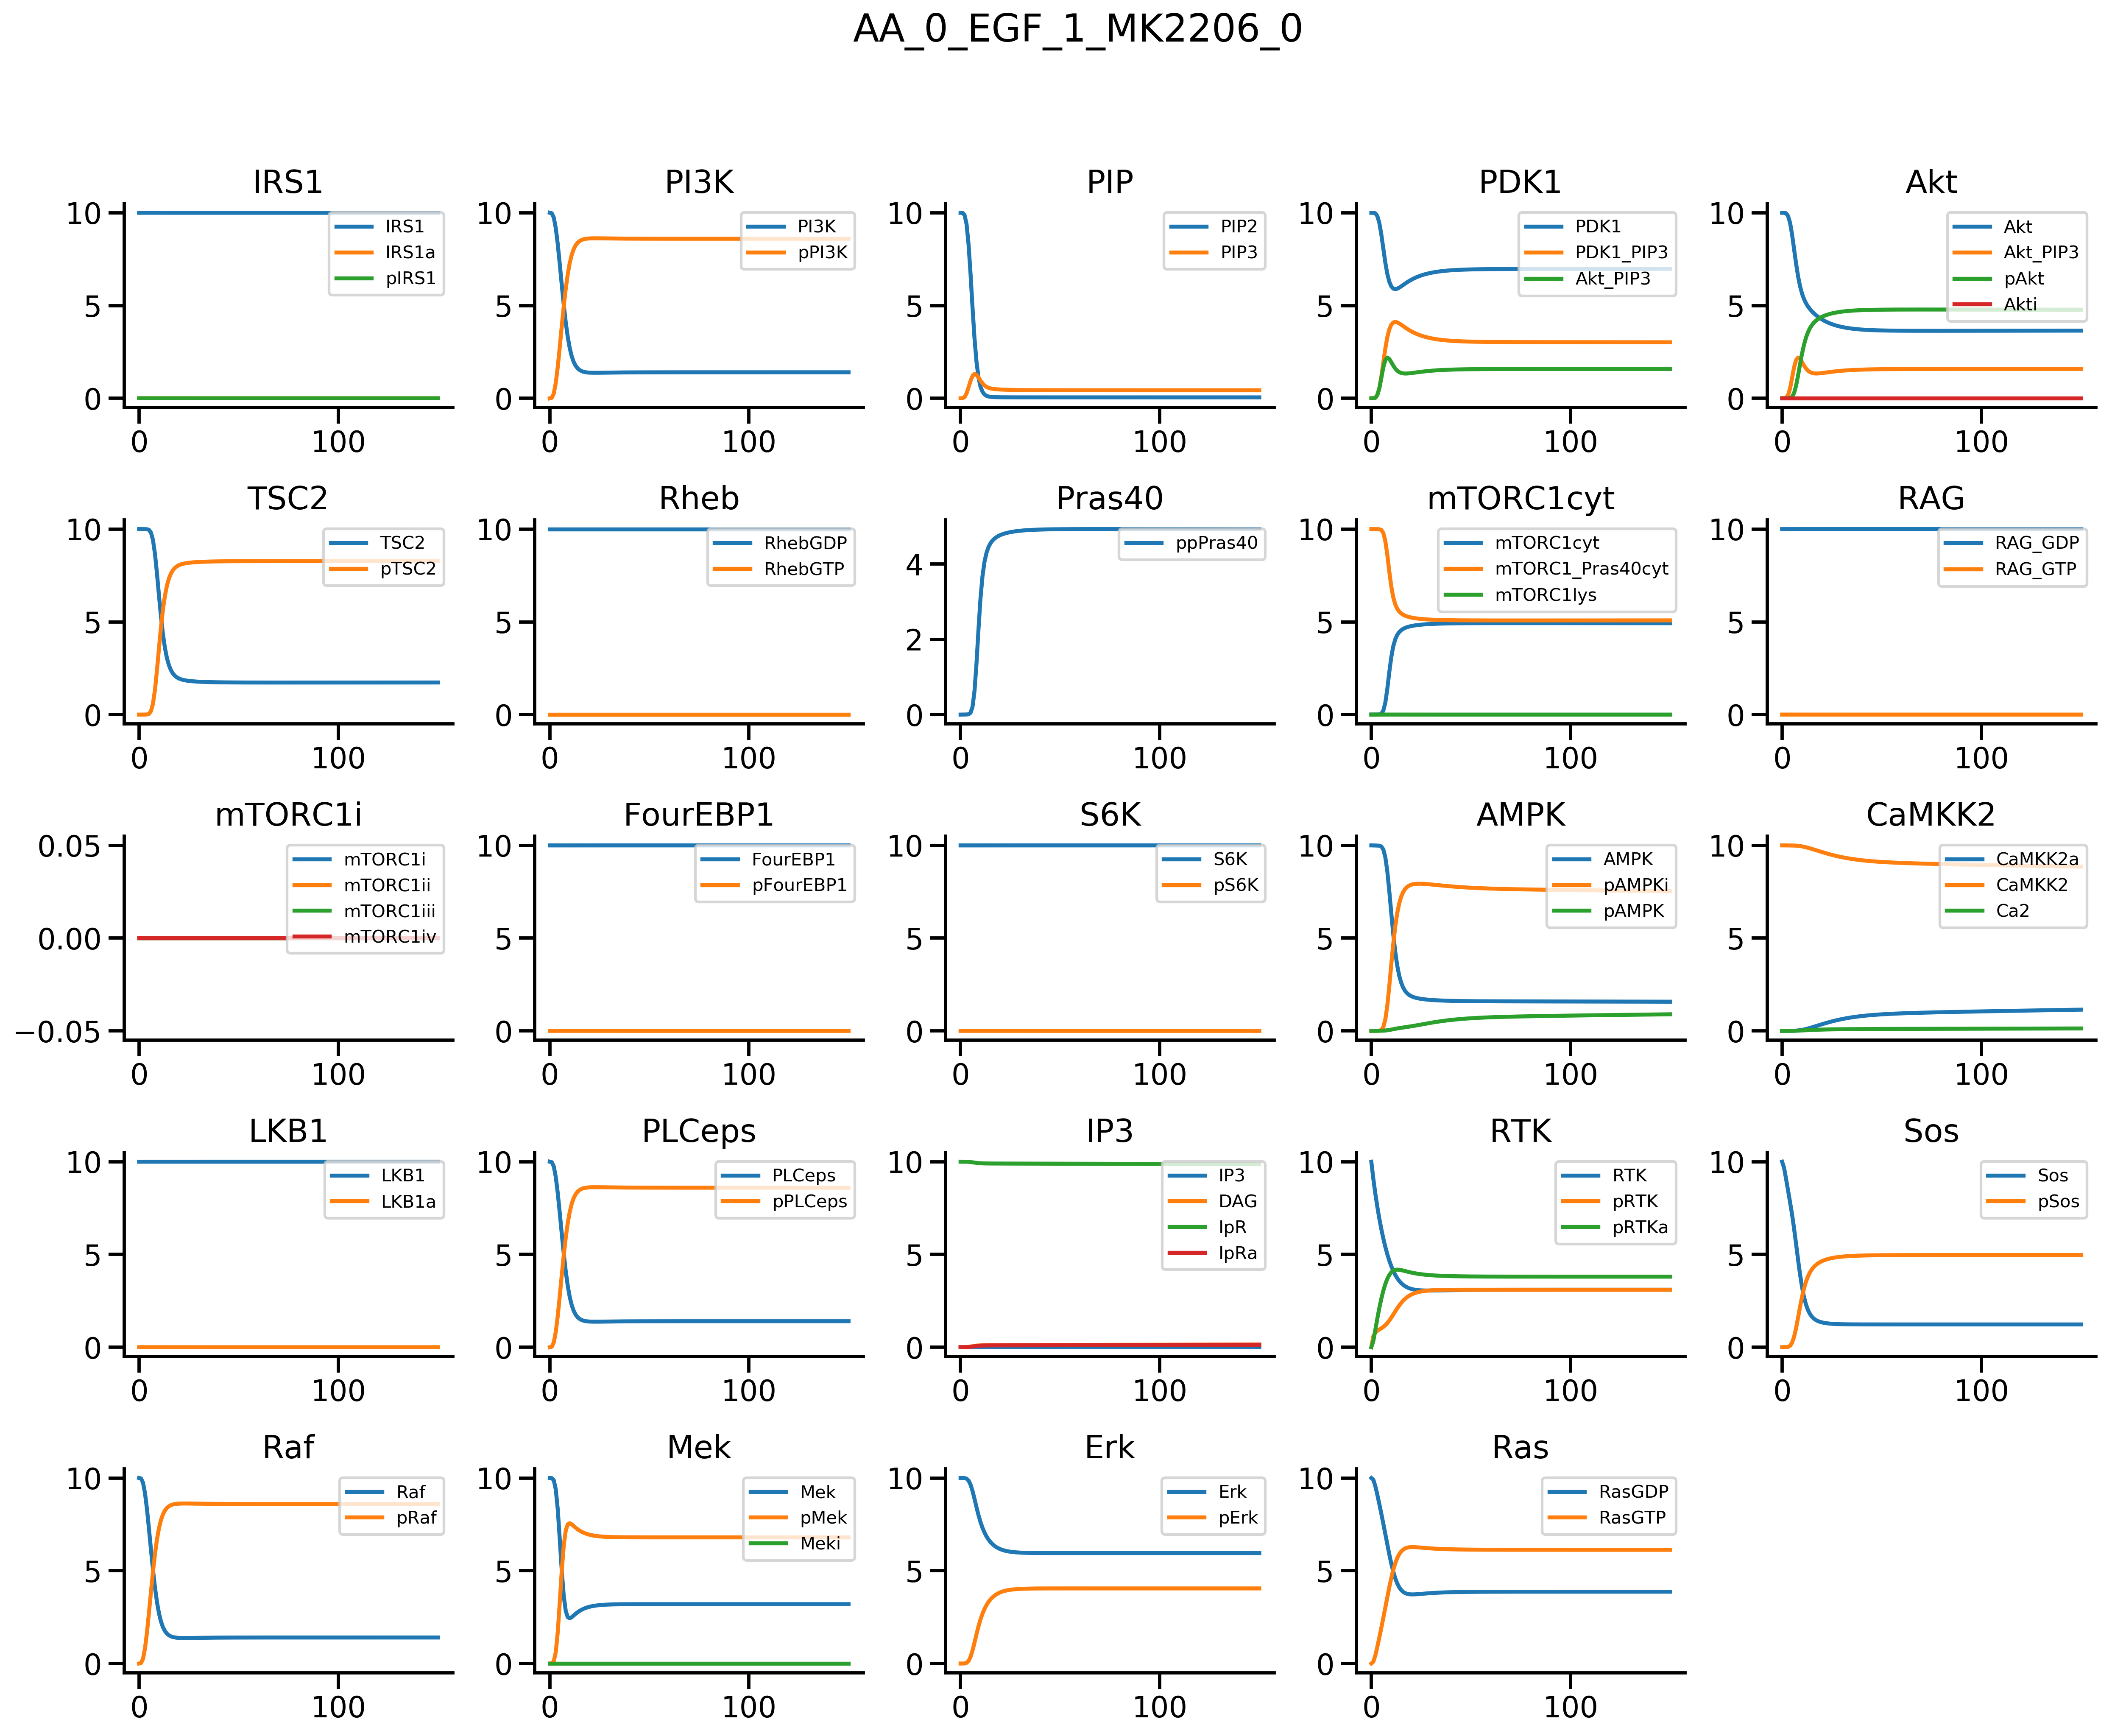 AA_0_EGF_1_MK2206_0
IRS1
10
5
0
0
100
IRS1
IRS1a
pIRS1
PI3K
10
5
0
0
100
PI3K
pPI3K
PIP
10
5
0
0
100
PIP2
PIP3
PDK1
10
5
0
0
100
PDK1
PDK1_PIP3
Akt_PIP3
Akt
10
5
0
0
100
Akt
Akt_PIP3
pAkt
Akti
TSC2
10
5
0
0
100
TSC2
pTSC2
Rheb
10
5
0
0
100
RhebGDP
RhebGTP
Pras40
4
2
0
0
100
ppPras40
mTORC1cyt
10
5
0
0
100
mTORC1cyt
mTORC1_Pras40cyt
mTORC1lys
RAG
10
5
0
0
100
RAG_GDP
RAG_GTP
mTORC1i
0.05
0.00
−0.05
0
100
mTORC1i
mTORC1ii
mTORC1iii
mTORC1iv
FourEBP1
10
5
0
0
100
FourEBP1
pFourEBP1
S6K
10
5
0
0
100
S6K
pS6K
AMPK
10
5
0
0
100
AMPK
pAMPKi
pAMPK
CaMKK2
10
5
0
0
100
CaMKK2a
CaMKK2
Ca2
LKB1
10
5
0
0
100
LKB1
LKB1a
PLCeps
10
5
0
0
100
PLCeps
pPLCeps
IP3
10
5
0
0
100
IP3
DAG
IpR
IpRa
RTK
10
5
0
0
100
RTK
pRTK
pRTKa
Sos
10
5
0
0
100
Sos
pSos
Raf
10
5
0
0
100
Raf
pRaf
Mek
10
5
0
0
100
Mek
pMek
Meki
Erk
10
5
0
0
100
Erk
pErk
Ras
10
5
0
0
100
RasGDP
RasGTP